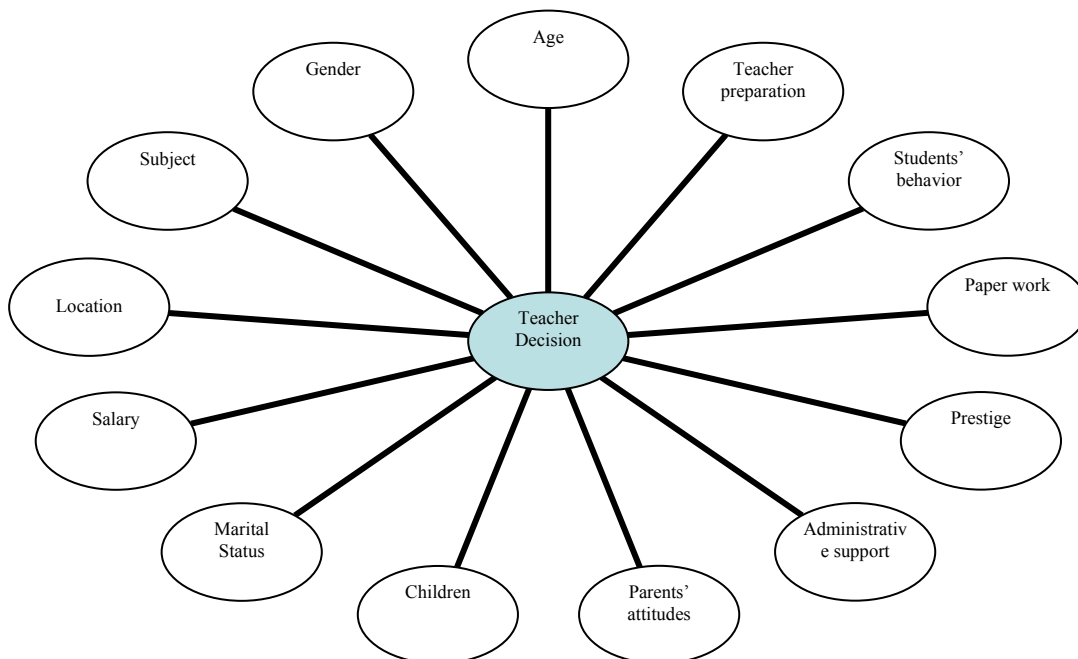 Age
Teacher
preparation
Students’
behavior
Paper work
Prestige
Administrativ
e support
Parents’
attitudes
Children
Marital
Status
Salary
Location
Subject
Gender
Teacher
Decision